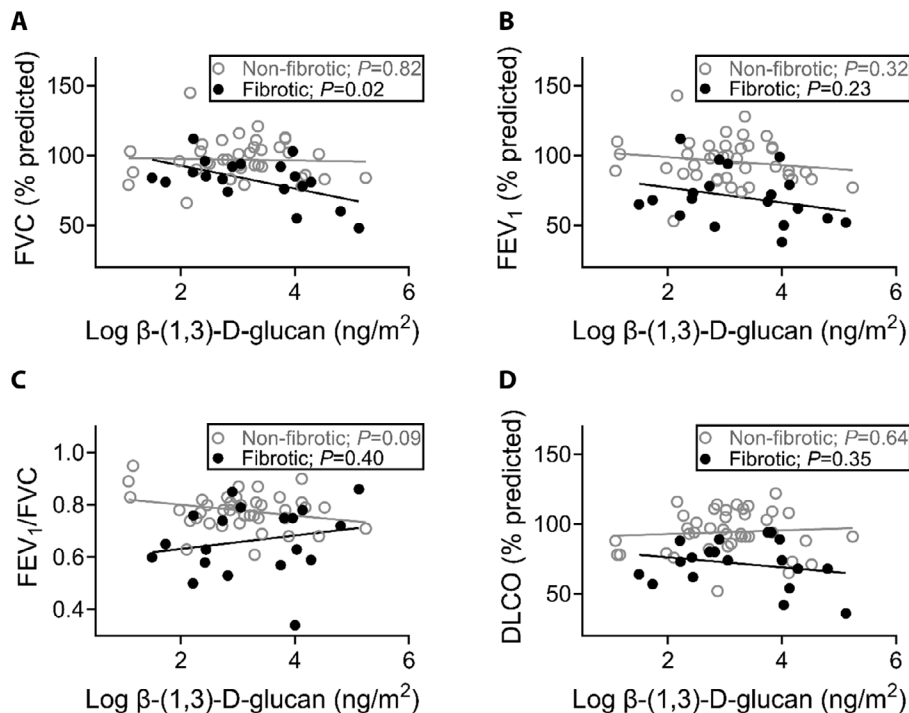 A
FVC (% predicted)
150
100
50
Non-fibrotic; P=0.82
Fibrotic; P=0.02
2 4 6
Log β-(1,3)-D-glucan (ng/m²)
B
FEV₁ (% predicted)
150
100
50
Non-fibrotic; P=0.32
Fibrotic; P=0.23
2 4 6
Log β-(1,3)-D-glucan (ng/m²)
C
FEV₁/FVC
1.0
0.8
0.6
0.4
Non-fibrotic; P=0.09
Fibrotic; P=0.40
2 4 6
Log β-(1,3)-D-glucan (ng/m²)
D
DLCO (% predicted)
150
100
50
Non-fibrotic; P=0.64
Fibrotic; P=0.35
2 4 6
Log β-(1,3)-D-glucan (ng/m²)